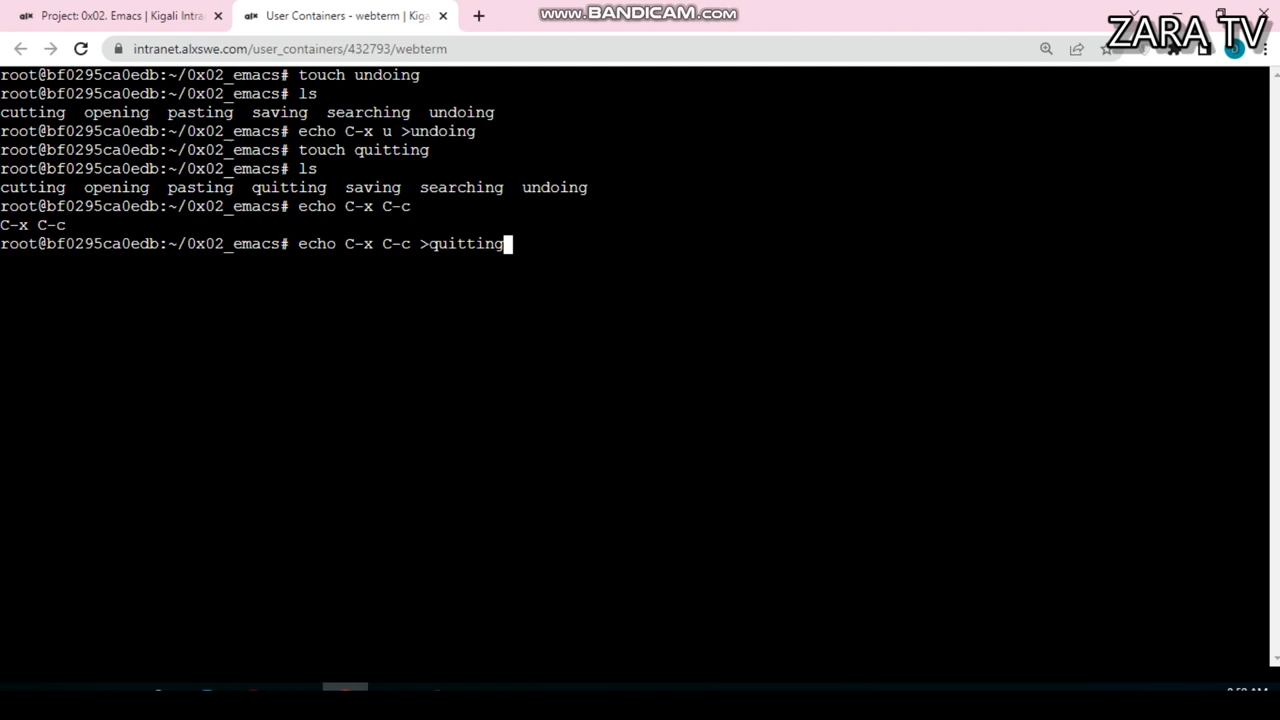 Project: 0x02. Emacs | Kigali Intra
User Containers - webterm | Kiga
www.BANDICAM.com
ZARA TV
intranet.alxswe.com/user_containers/432793/webterm
root@bf0295ca0edb:~/0x02_emacs# touch undoing
root@bf0295ca0edb:~/0x02_emacs# ls
cutting opening pasting saving searching undoing
root@bf0295ca0edb:~/0x02_emacs# echo C-x u >undoing
root@bf0295ca0edb:~/0x02_emacs# touch quitting
root@bf0295ca0edb:~/0x02_emacs# ls
cutting opening pasting quitting saving searching undoing
root@bf0295ca0edb:~/0x02_emacs# echo C-x C-c
C-x C-c
root@bf0295ca0edb:~/0x02_emacs# echo C-x C-c >quitting